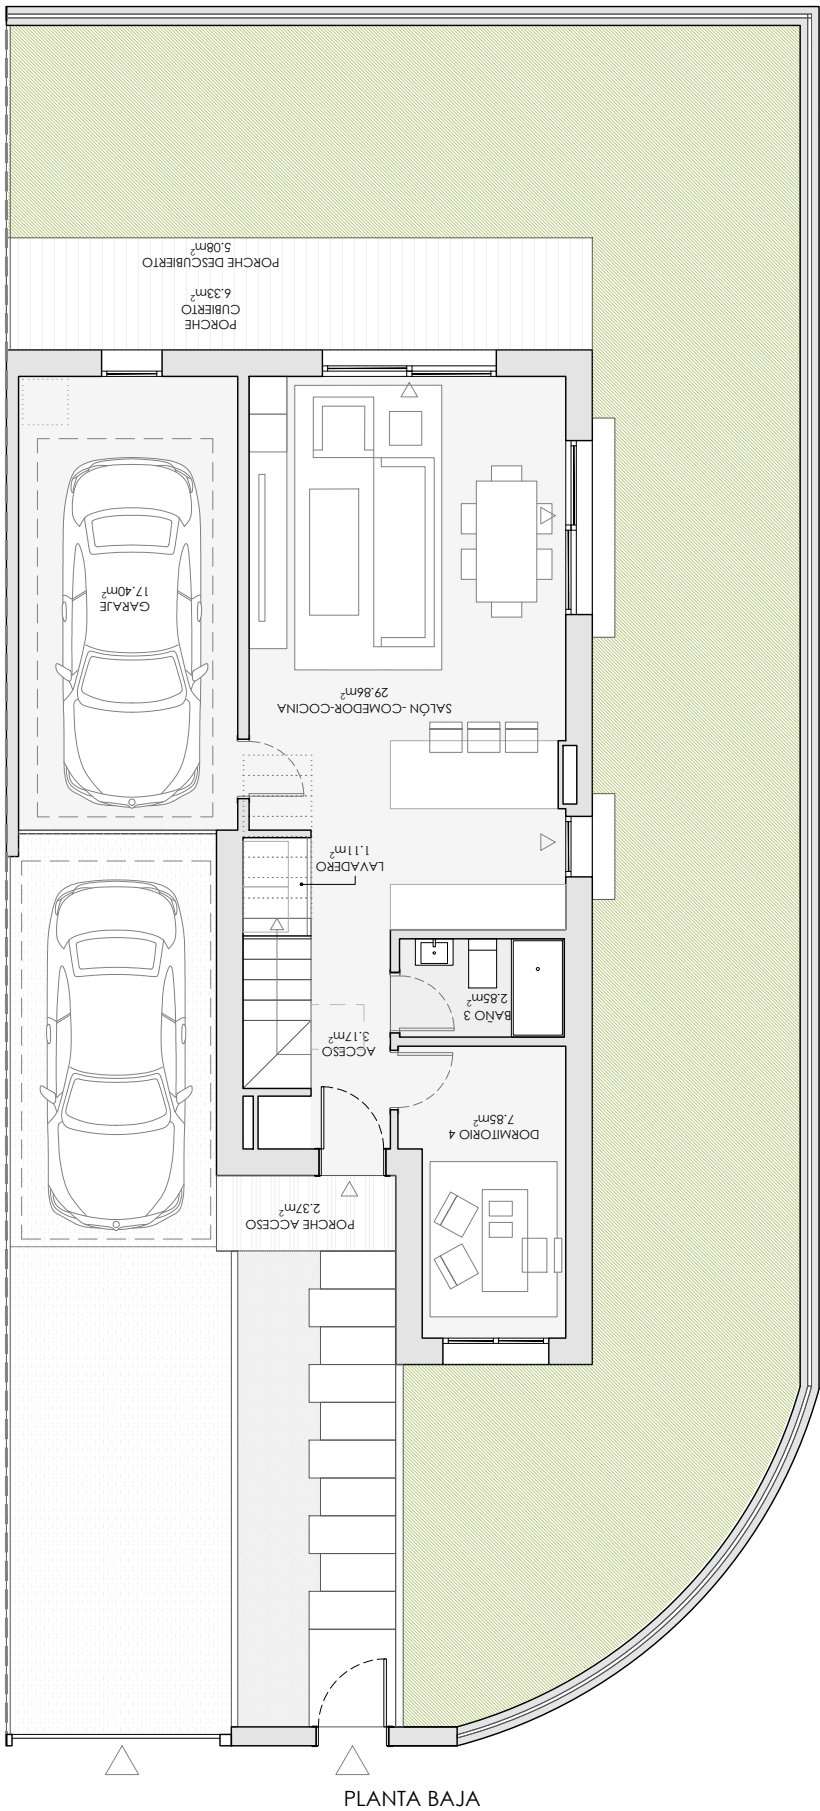 PORCHE DESCUBIERTO
5.08m²
PORCHE
CUBIERTO
6.33m²
GARAJE
17.40m²
SALÓN-COMEDOR-COCINA
29.86m²
LAVADERO
1.11m²
BAÑO 3
2.85m²
ACCESO
3.17m²
DORMITORIO 4
7.85m²
PORCHE ACCESO
2.37m²
PLANTA BAJA